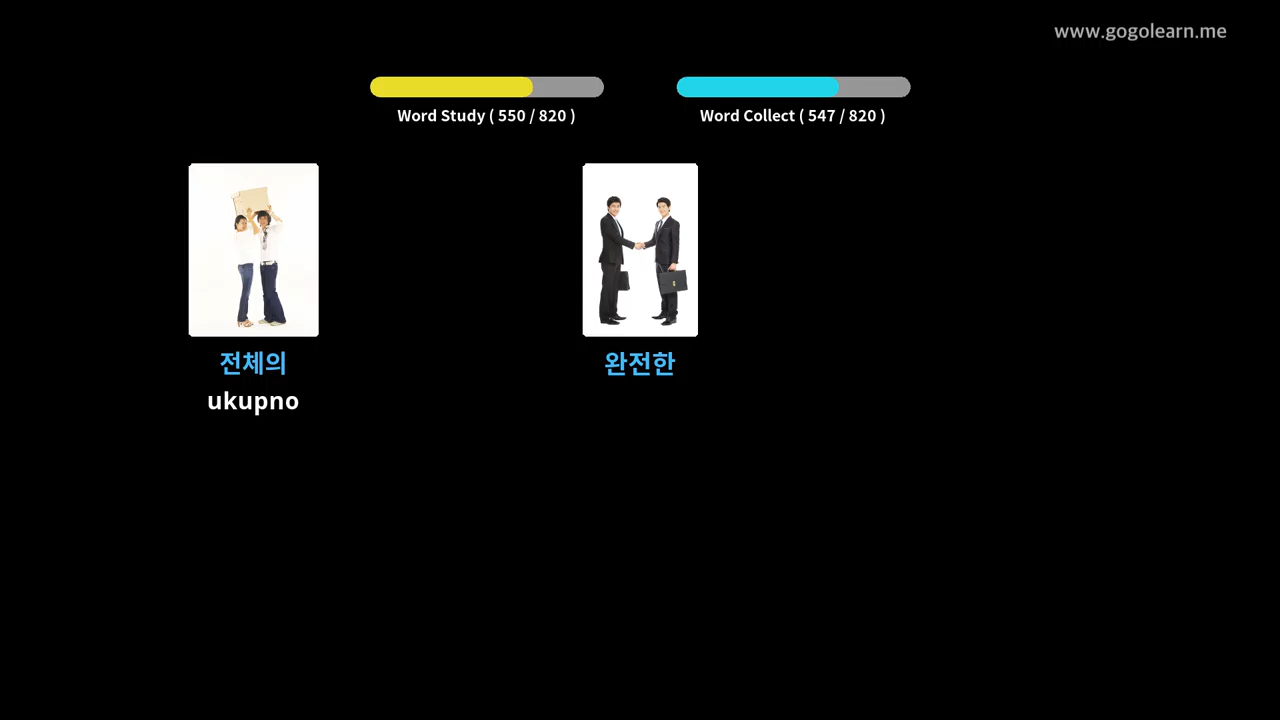 www.gogolearn.me
Word Study ( 550 / 820 )
Word Collect ( 547 / 820 )
전체의
ukupno
완전한